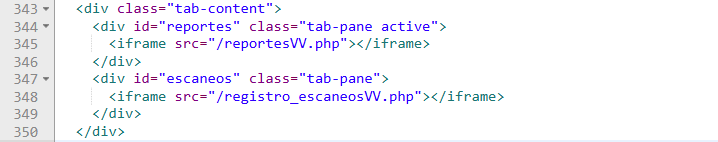 343 <div class="tab-content">
344 <div id="reportes" class="tab-pane active">
345 <iframe src="/reportesVV.php"></iframe>
346 </div>
347 <div id="escaneos" class="tab-pane">
348 <iframe src="/registro_escaneosVV.php"></iframe>
349 </div>
350 </div>